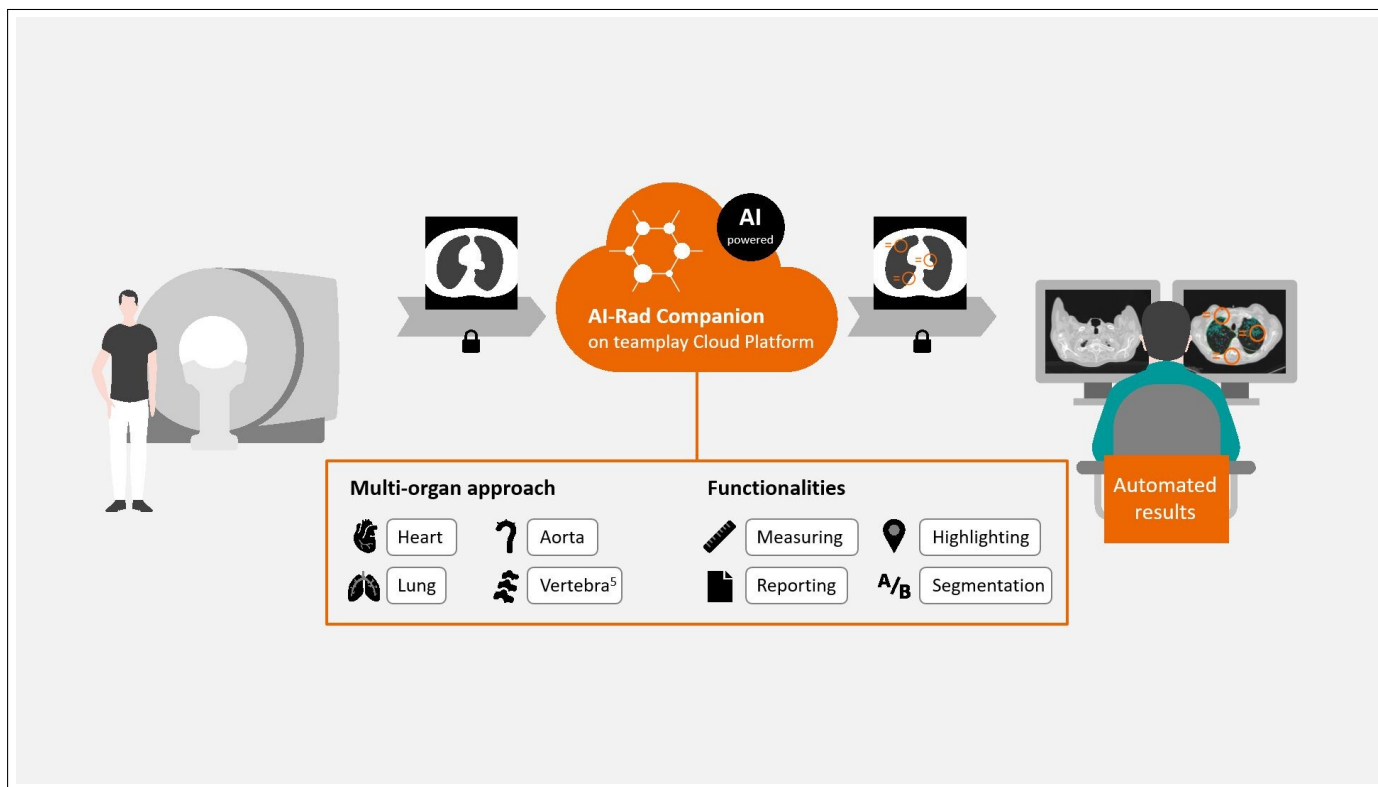 AI
powered
AI-Rad Companion
on teamplay Cloud Platform
Multi-organ approach
Heart
Aorta
Lung
Vertebra⁵
Functionalities
Measuring
Highlighting
Reporting
A/B
Segmentation
Automated
results